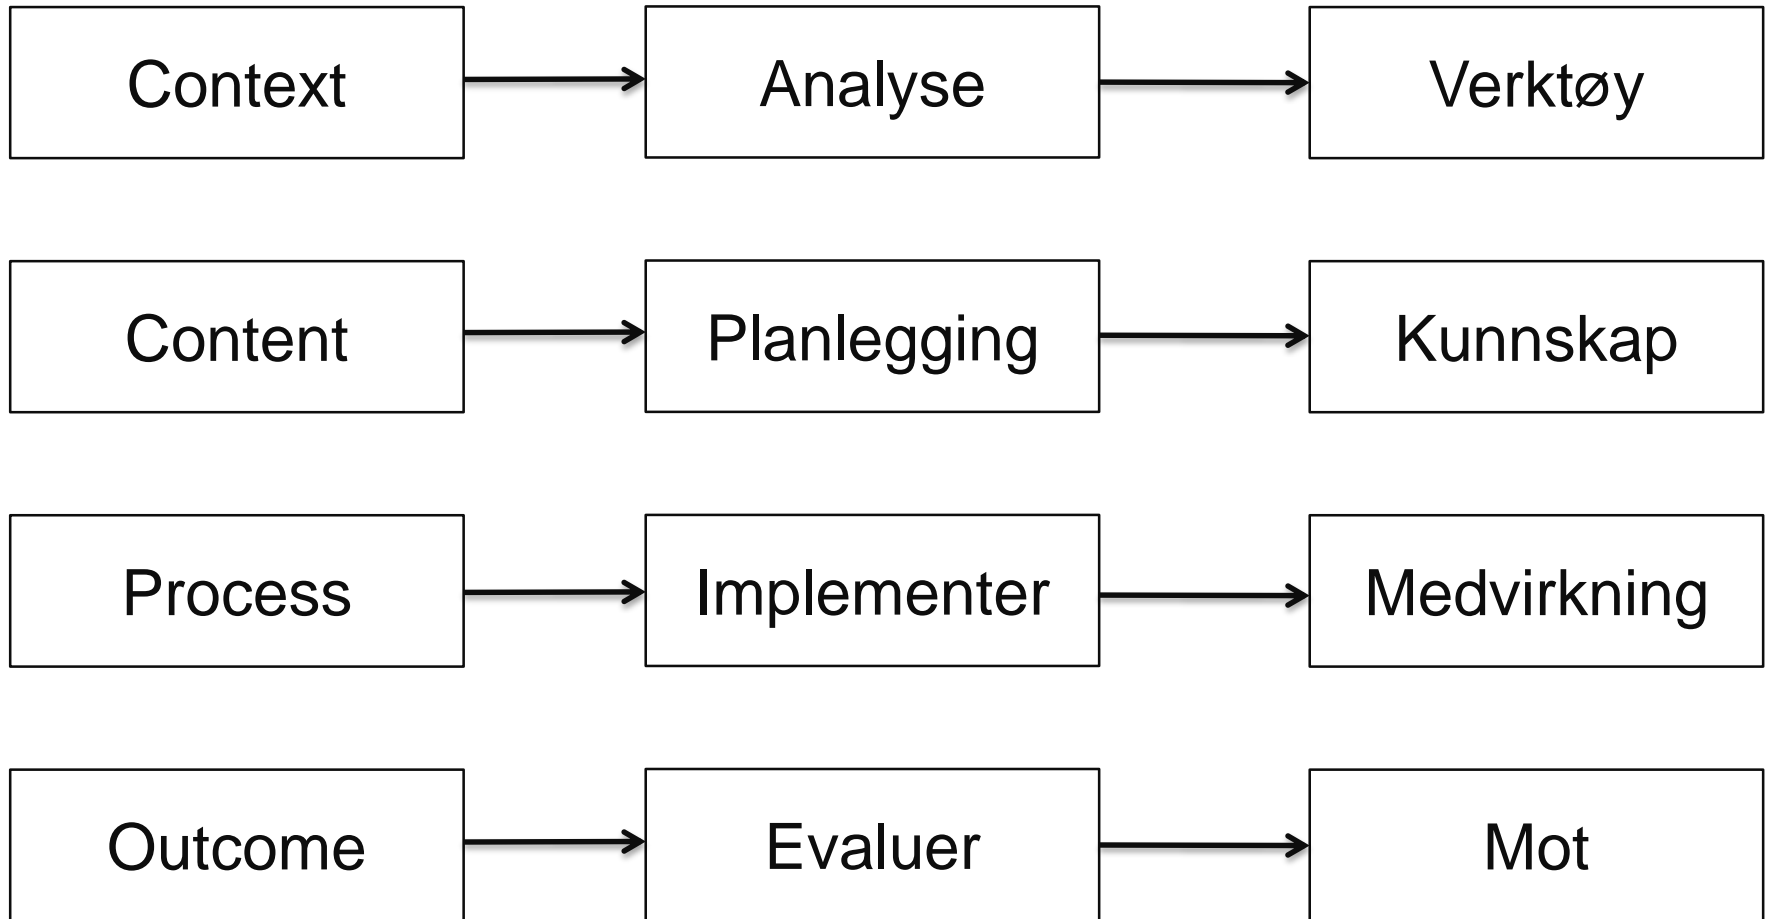 Context
Analyse
Verktøy
Content
Planlegging
Kunnskap
Process
Implementer
Medvirkning
Outcome
Evaluer
Mot